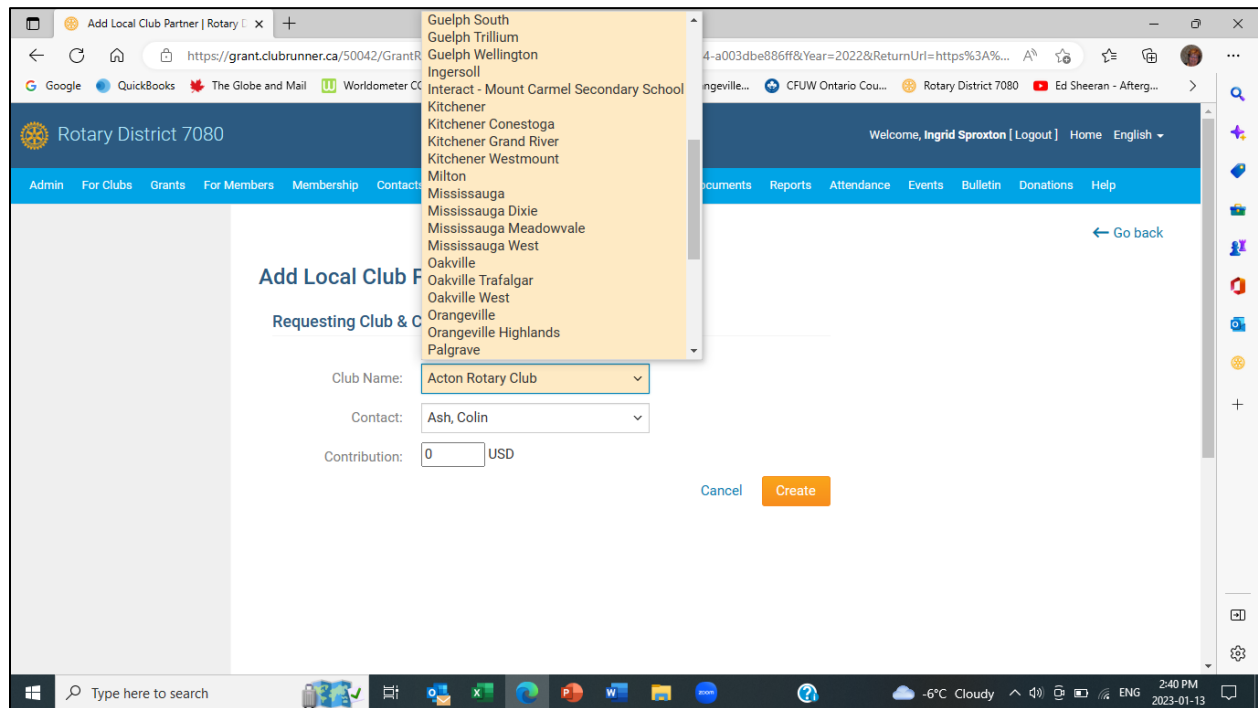 Add Local Club Partner | Rotary D
https://grant.clubrunner.ca/50042/GrantR
4-a003dbe886ff&Year=2022&ReturnUrl=https%3A%...
Google
QuickBooks
The Globe and Mail
Worldometer CO
ngeville...
CFUW Ontario Cou...
Rotary District 7080
Ed Sheeran - Afterg...
Rotary District 7080
Welcome, Ingrid Sproxton [ Logout ] Home English
Admin For Clubs Grants For Members Membership Contacts
ocuments Reports Attendance Events Bulletin Donations Help
← Go back
Add Local Club P
Requesting Club & C
Guelph South
Guelph Trillium
Guelph Wellington
Ingersoll
Interact - Mount Carmel Secondary School
Kitchener
Kitchener Conestoga
Kitchener Grand River
Kitchener Westmount
Milton
Mississauga
Mississauga Dixie
Mississauga Meadowvale
Mississauga West
Oakville
Oakville Trafalgar
Oakville West
Orangeville
Orangeville Highlands
Palgrave
Club Name: Acton Rotary Club
Contact: Ash, Colin
Contribution: 0 USD
Cancel Create
Type here to search
-6°C Cloudy
ENG
2:40 PM
2023-01-13